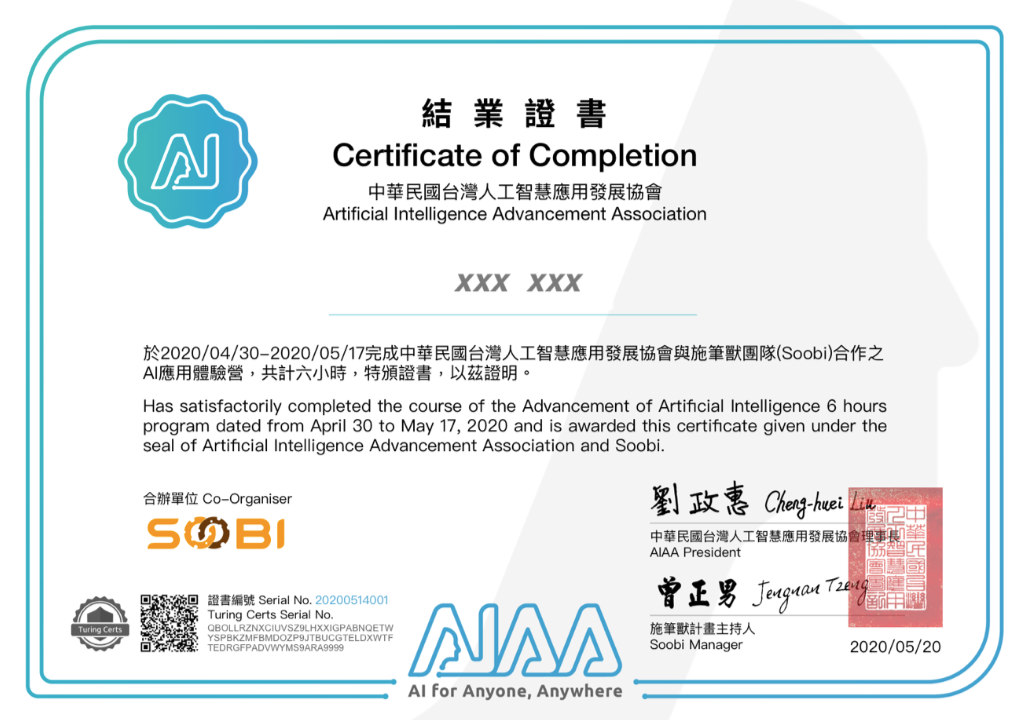 結業證書
Certificate of Completion
中華民國台灣人工智慧應用發展協會
Artificial Intelligence Advancement Association
XXX XXX
於2020/04/30-2020/05/17完成中華民國台灣人工智慧應用發展協會與施筆獸團隊(Soobi)合作之
AI應用體驗營，共計六小時，特頒證書，以茲證明。
Has satisfactorily completed the course of the Advancement of Artificial Intelligence 6 hours
program dated from April 30 to May 17, 2020 and is awarded this certificate given under the
seal of Artificial Intelligence Advancement Association and Soobi.
合辦單位 Co-Organiser
SOOBI
劉政惠 Cheng-huei Liu
中華民國台灣人工智慧應用發展協會理事長
AIAA President
曾正男 Jengnan Tzeng
施筆獸計畫主持人
Soobi Manager
2020/05/20
Turing Certs
證書編號 Serial No. 20200514001
Turing Certs Serial No.
QBOLLRZNXCIUVSZ9LHXXIGPABNQETW
YSPBKZMFBMDOZP9JTBUCGTELDXWTF
TEDRGFPADVWYMS9ARA9999
AI
AIAA
AI for Anyone, Anywhere